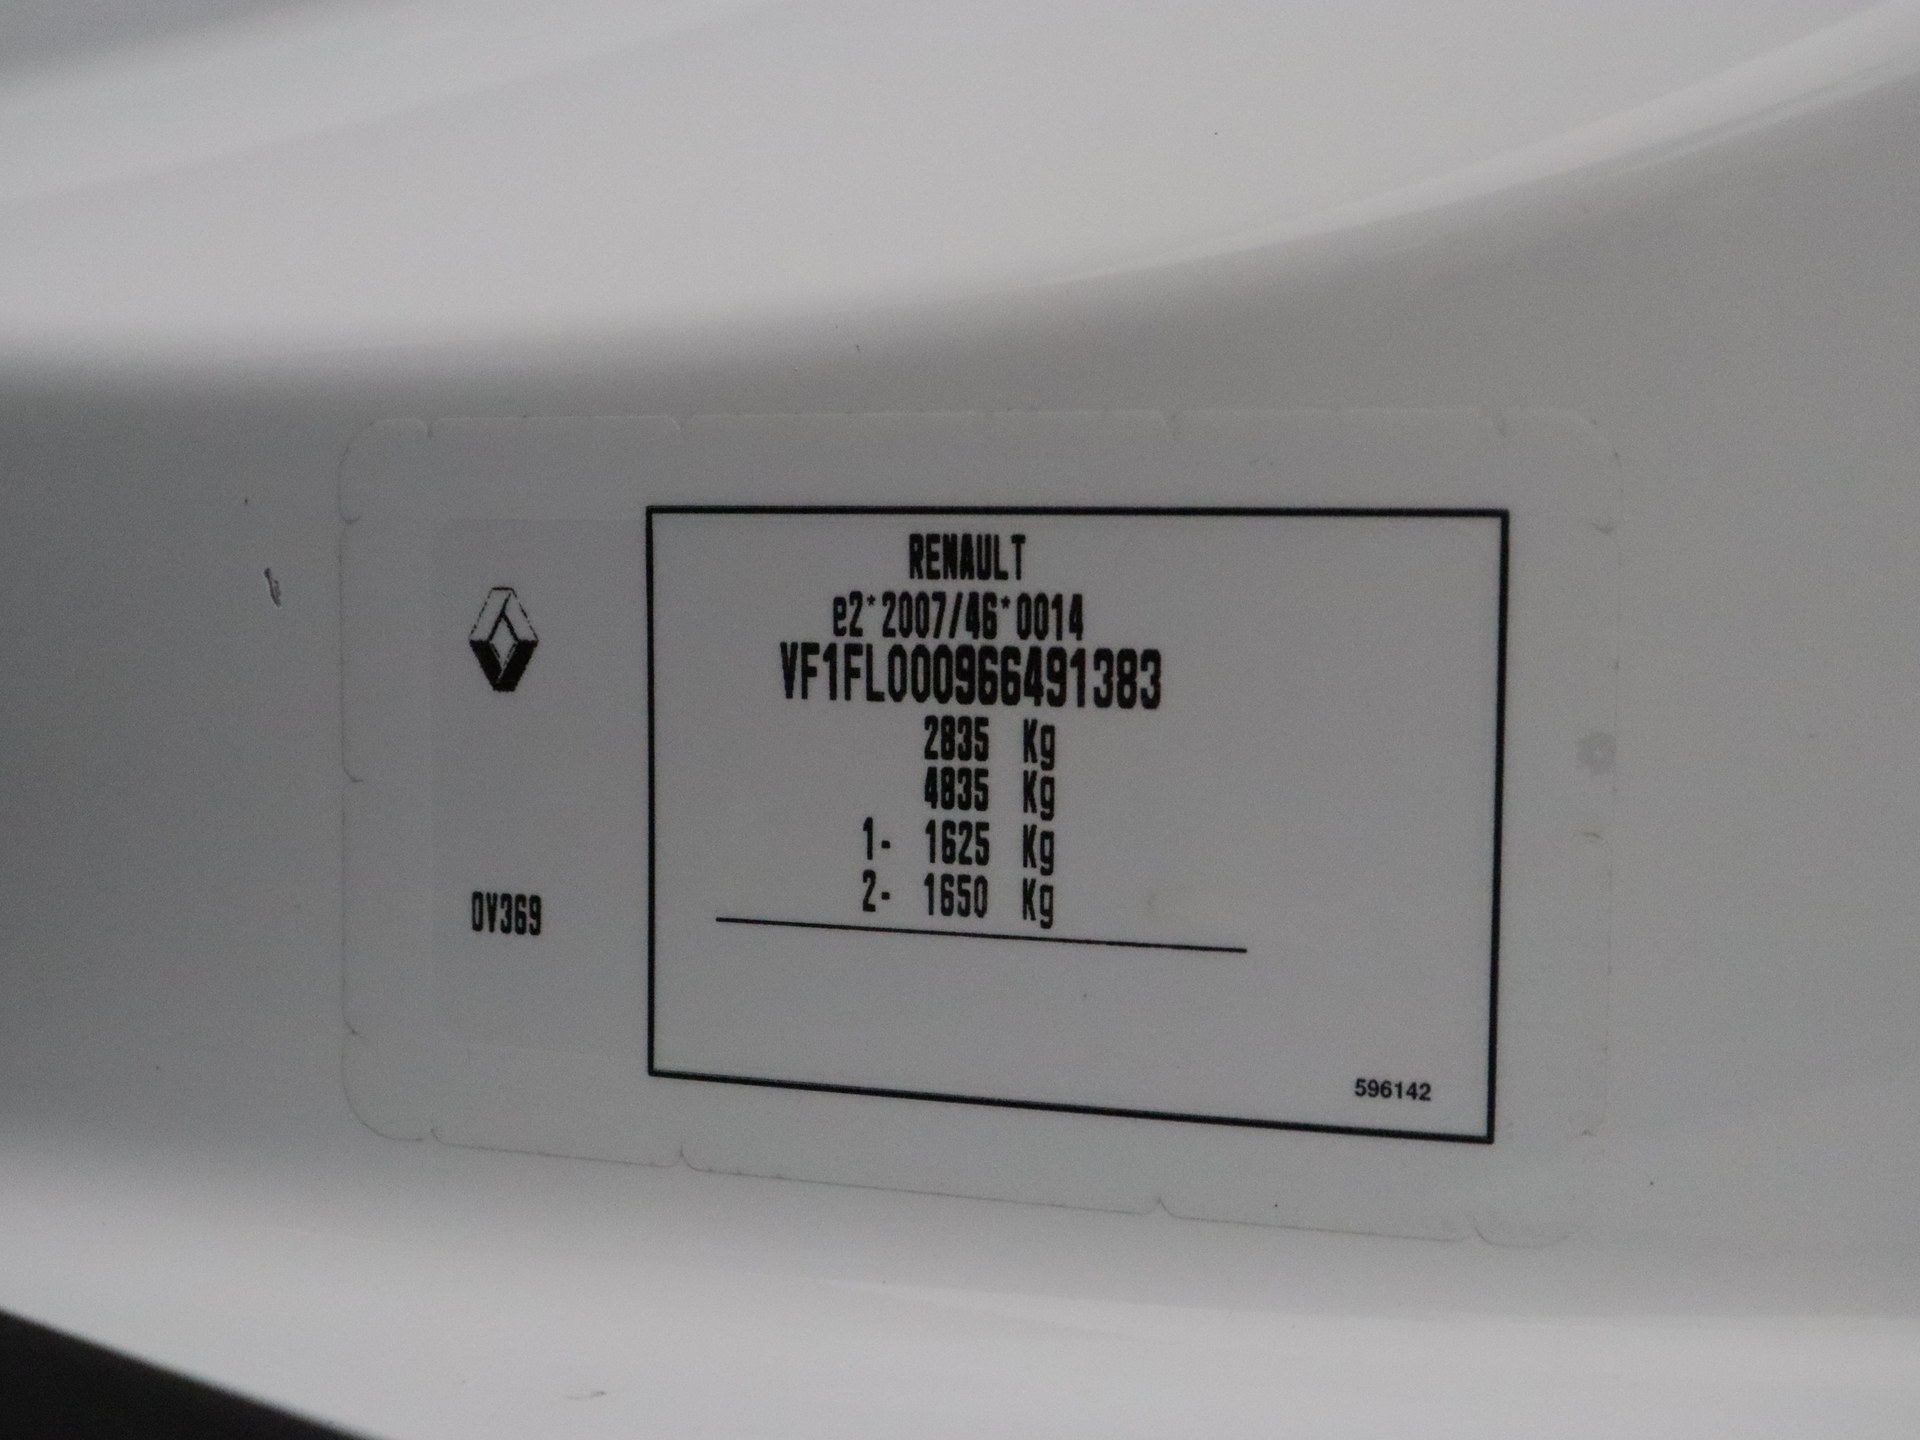 RENAULT
e2*2007/46*0014
VF1FL000966491383
2835 Kg
4835 Kg
1- 1625 Kg
2- 1650 Kg
DV369
596142